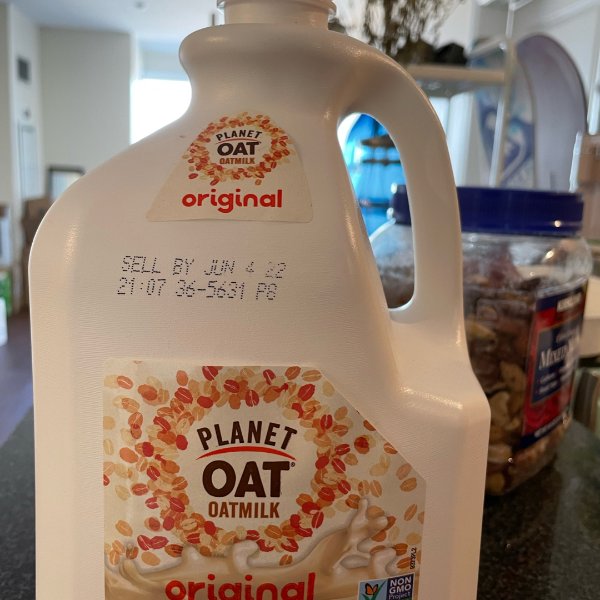 PLANET
OAT
OATMILK
original
SELL BY JUN 4 22
21:07 36-5631 P8
PLANET
OAT
OATMILK
original
NON
GMO
Project